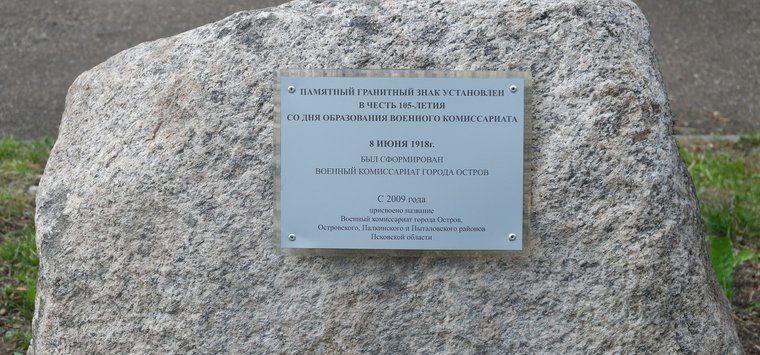 ПАМЯТНЫЙ ГРАНИТНЫЙ ЗНАК УСТАНОВЛЕН
В ЧЕСТЬ 105-ЛЕТИЯ
СО ДНЯ ОБРАЗОВАНИЯ ВОЕННОГО КОМИССАРИАТА
8 ИЮНЯ 1918г.
БЫЛ СФОРМИРОВАН
ВОЕННЫЙ КОМИССАРИАТ ГОРОДА ОСТРОВ
С 2009 года
присвоено название
Военный комиссариат города Остров,
Островского, Палкинского и Пыталовского районов
Псковской области